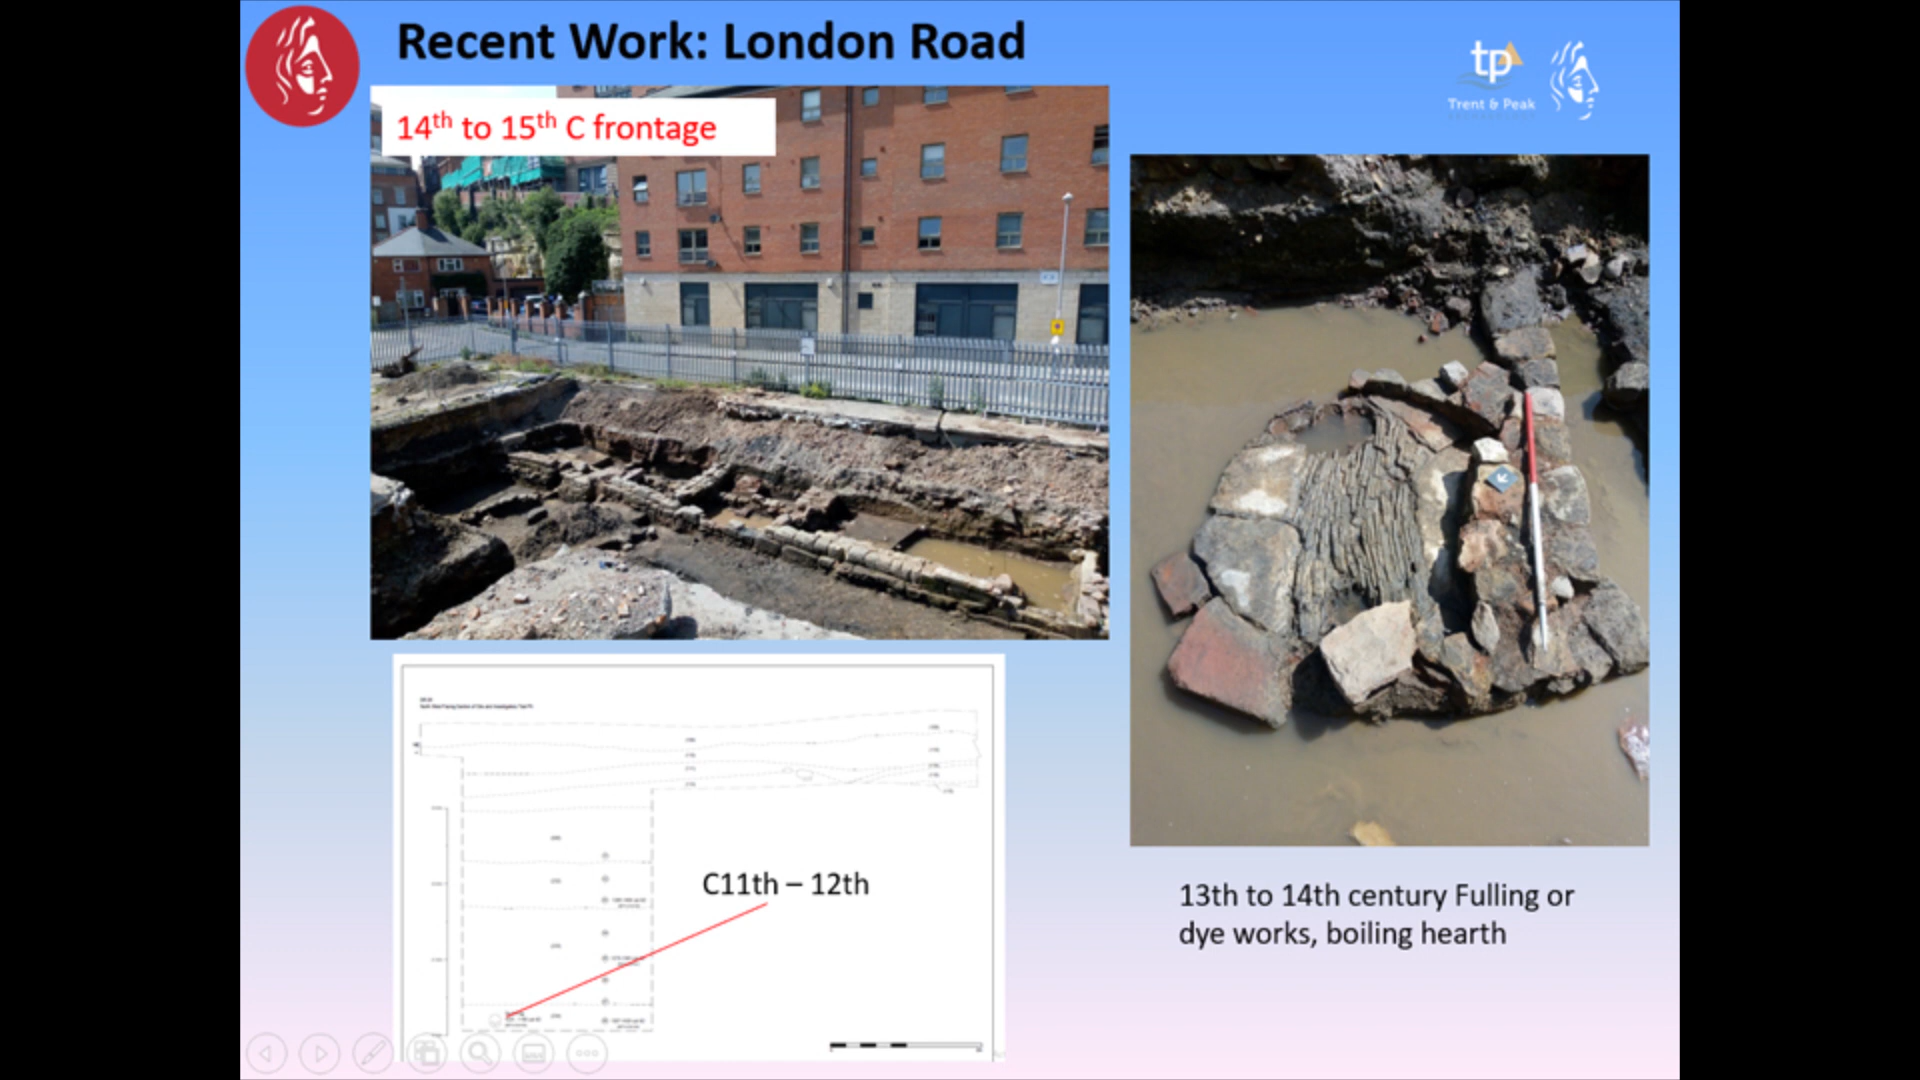 Recent Work: London Road
tp
Trent & Peak
14th to 15th C frontage
C11th – 12th
13th to 14th century Fulling or
dye works, boiling hearth